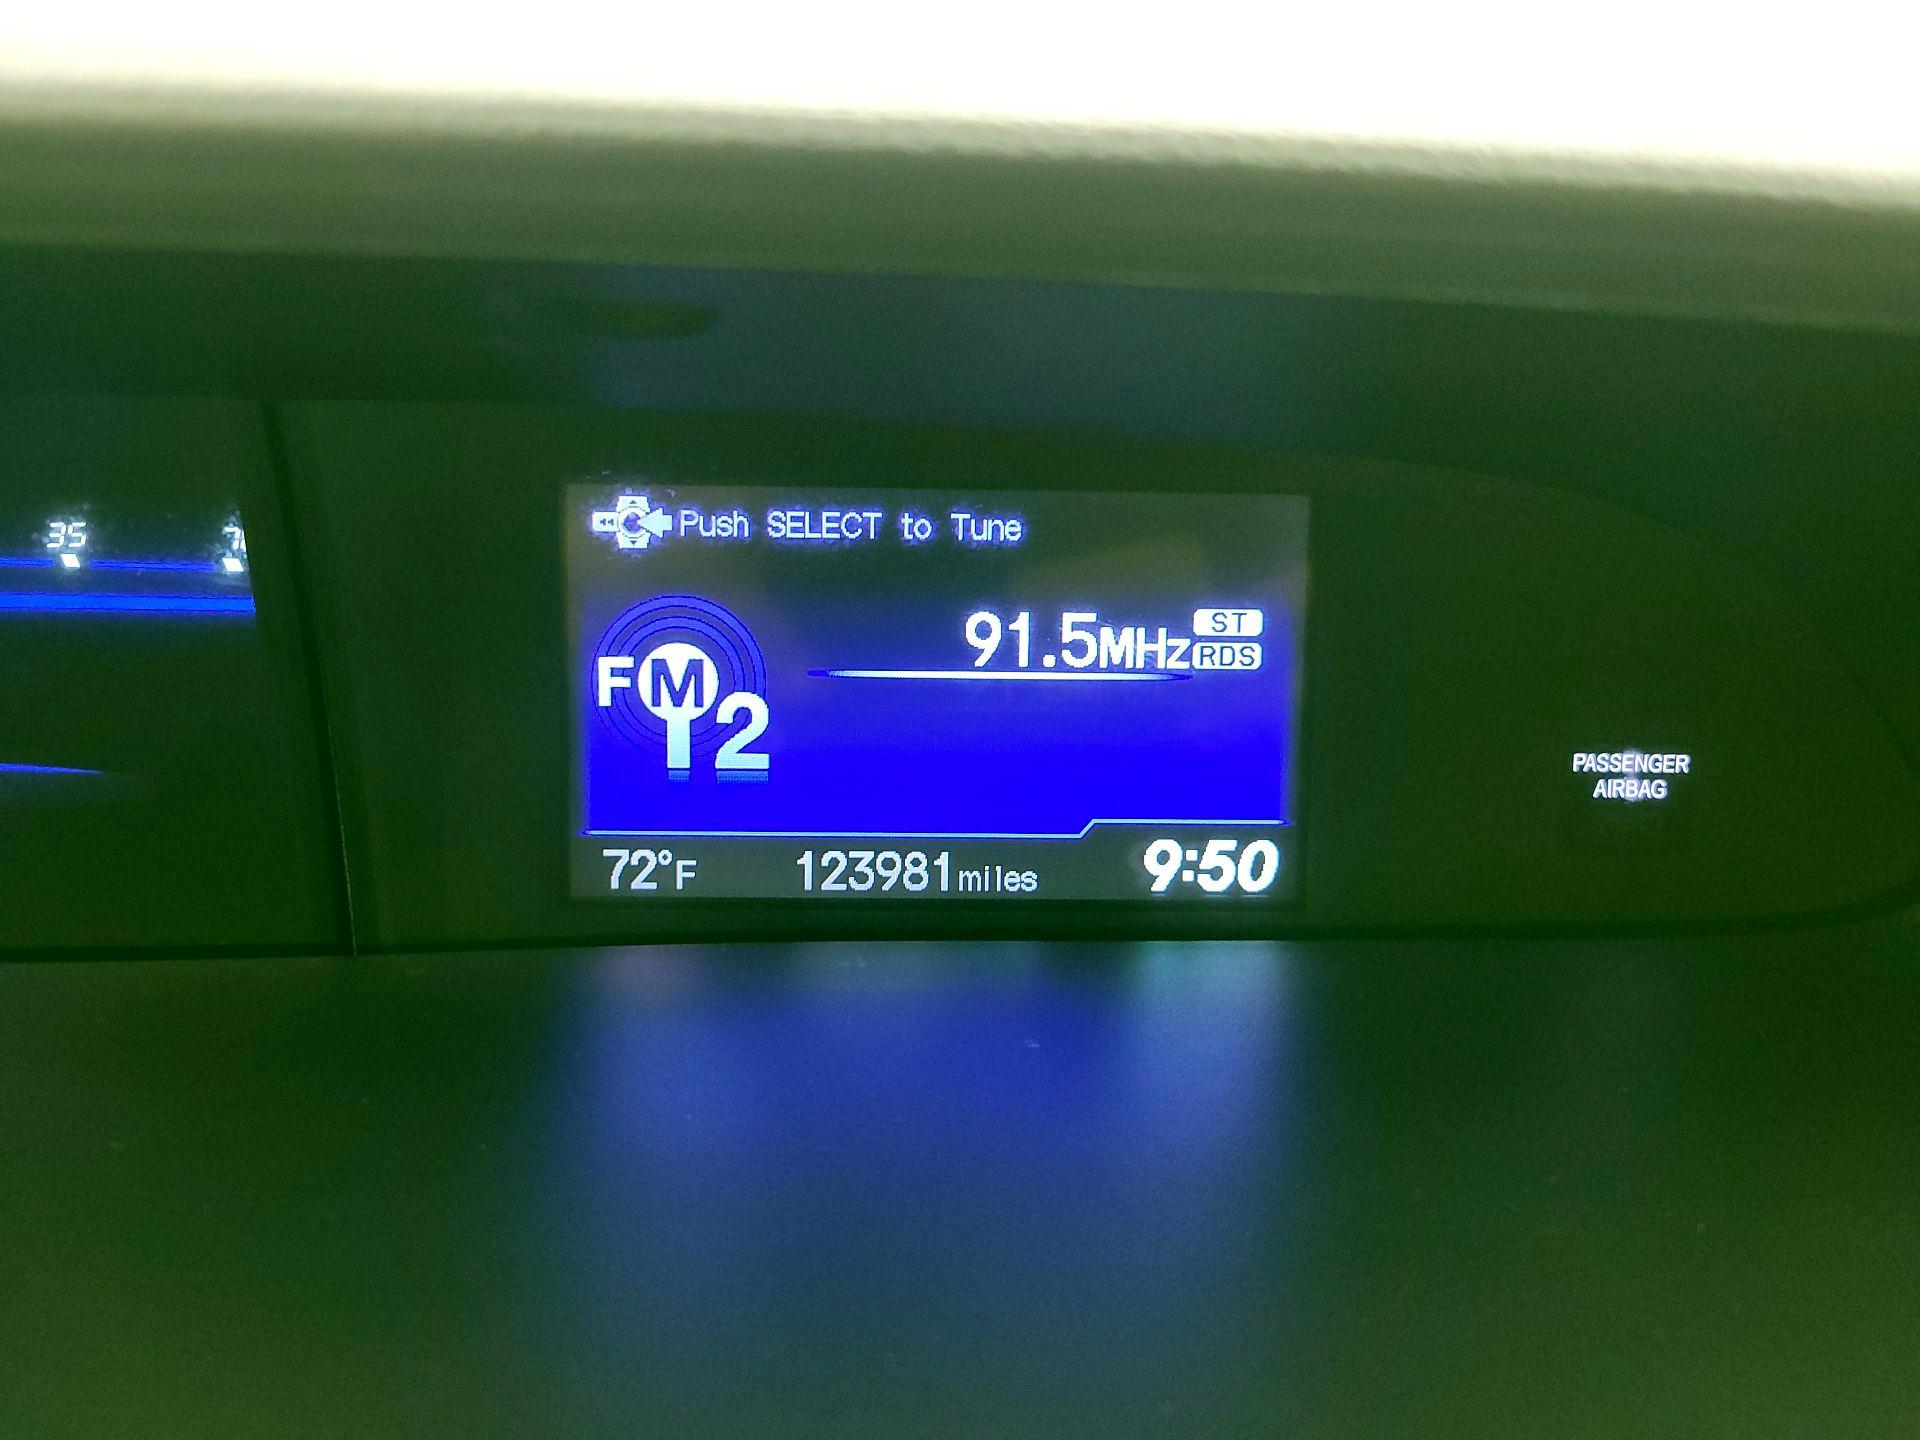 Push SELECT to Tune
35
91.5MHz ST
RDS
FM
2
PASSENGER
AIRBAG
72°F 123981miles 9:50